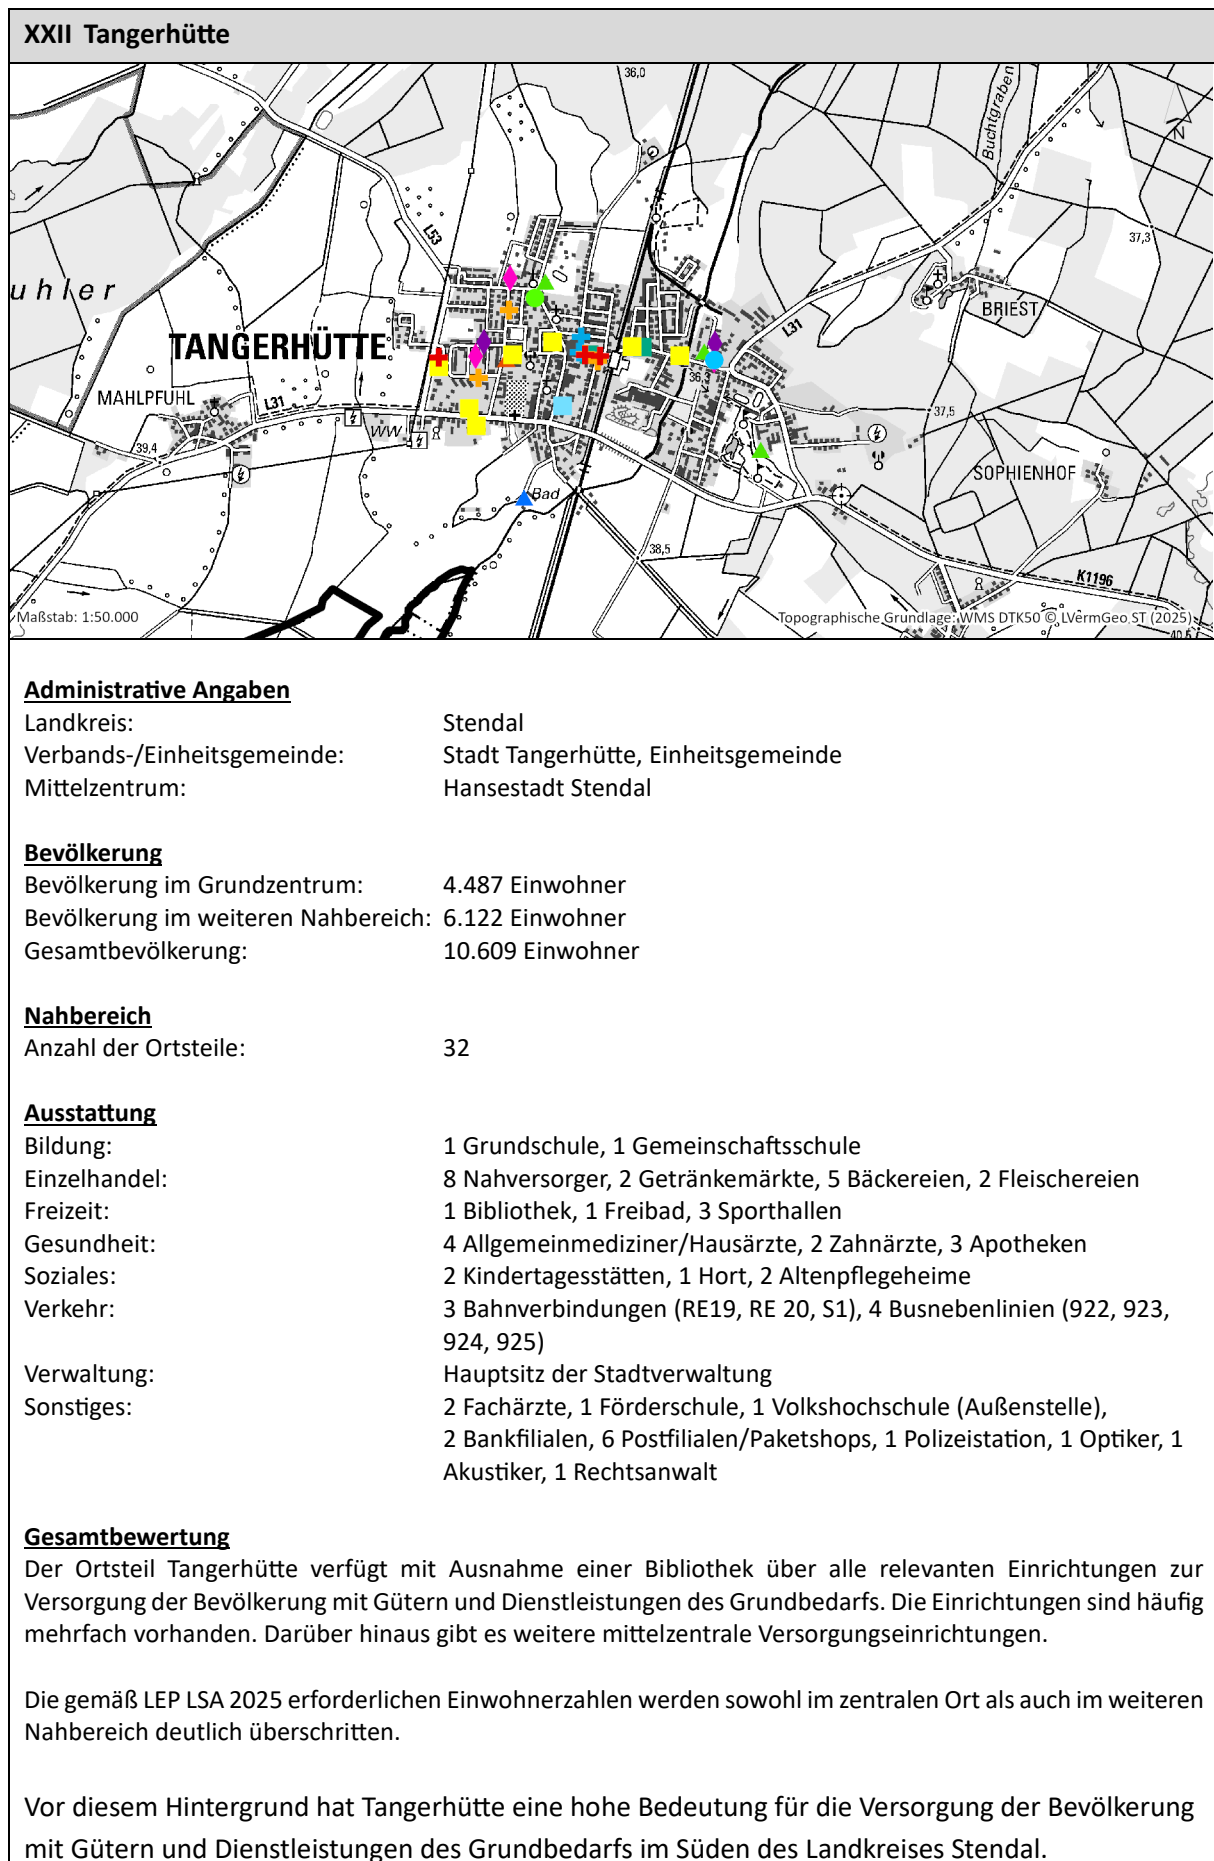 XXII Tangerhütte
36,0
Buchtgraben
N
L53
37,3
uhler
BRIEST
L31
TANGERHÜTTE
36,3
MAHLPFUHL
L31
37,5
WW
39,4
SOPHIENHOF
Bad
38,5
K1196
Maßstab: 1:50.000
Topographische Grundlage: WMS DTK50 © LVermGeo ST (2025)
40,5
Administrative Angaben
Landkreis: Stendal
Verbands-/Einheitsgemeinde: Stadt Tangerhütte, Einheitsgemeinde
Mittelzentrum: Hansestadt Stendal
Bevölkerung
Bevölkerung im Grundzentrum: 4.487 Einwohner
Bevölkerung im weiteren Nahbereich: 6.122 Einwohner
Gesamtbevölkerung: 10.609 Einwohner
Nahbereich
Anzahl der Ortsteile: 32
Ausstattung
Bildung: 1 Grundschule, 1 Gemeinschaftsschule
Einzelhandel: 8 Nahversorger, 2 Getränkemärkte, 5 Bäckereien, 2 Fleischereien
Freizeit: 1 Bibliothek, 1 Freibad, 3 Sporthallen
Gesundheit: 4 Allgemeinmediziner/Hausärzte, 2 Zahnärzte, 3 Apotheken
Soziales: 2 Kindertagesstätten, 1 Hort, 2 Altenpflegeheime
Verkehr: 3 Bahnverbindungen (RE19, RE 20, S1), 4 Busnebenlinien (922, 923,
924, 925)
Verwaltung: Hauptsitz der Stadtverwaltung
Sonstiges: 2 Fachärzte, 1 Förderschule, 1 Volkshochschule (Außenstelle),
2 Bankfilialen, 6 Postfilialen/Paketshops, 1 Polizeistation, 1 Optiker, 1
Akustiker, 1 Rechtsanwalt
Gesamtbewertung
Der Ortsteil Tangerhütte verfügt mit Ausnahme einer Bibliothek über alle relevanten Einrichtungen zur
Versorgung der Bevölkerung mit Gütern und Dienstleistungen des Grundbedarfs. Die Einrichtungen sind häufig
mehrfach vorhanden. Darüber hinaus gibt es weitere mittelzentrale Versorgungseinrichtungen.
Die gemäß LEP LSA 2025 erforderlichen Einwohnerzahlen werden sowohl im zentralen Ort als auch im weiteren
Nahbereich deutlich überschritten.
Vor diesem Hintergrund hat Tangerhütte eine hohe Bedeutung für die Versorgung der Bevölkerung
mit Gütern und Dienstleistungen des Grundbedarfs im Süden des Landkreises Stendal.